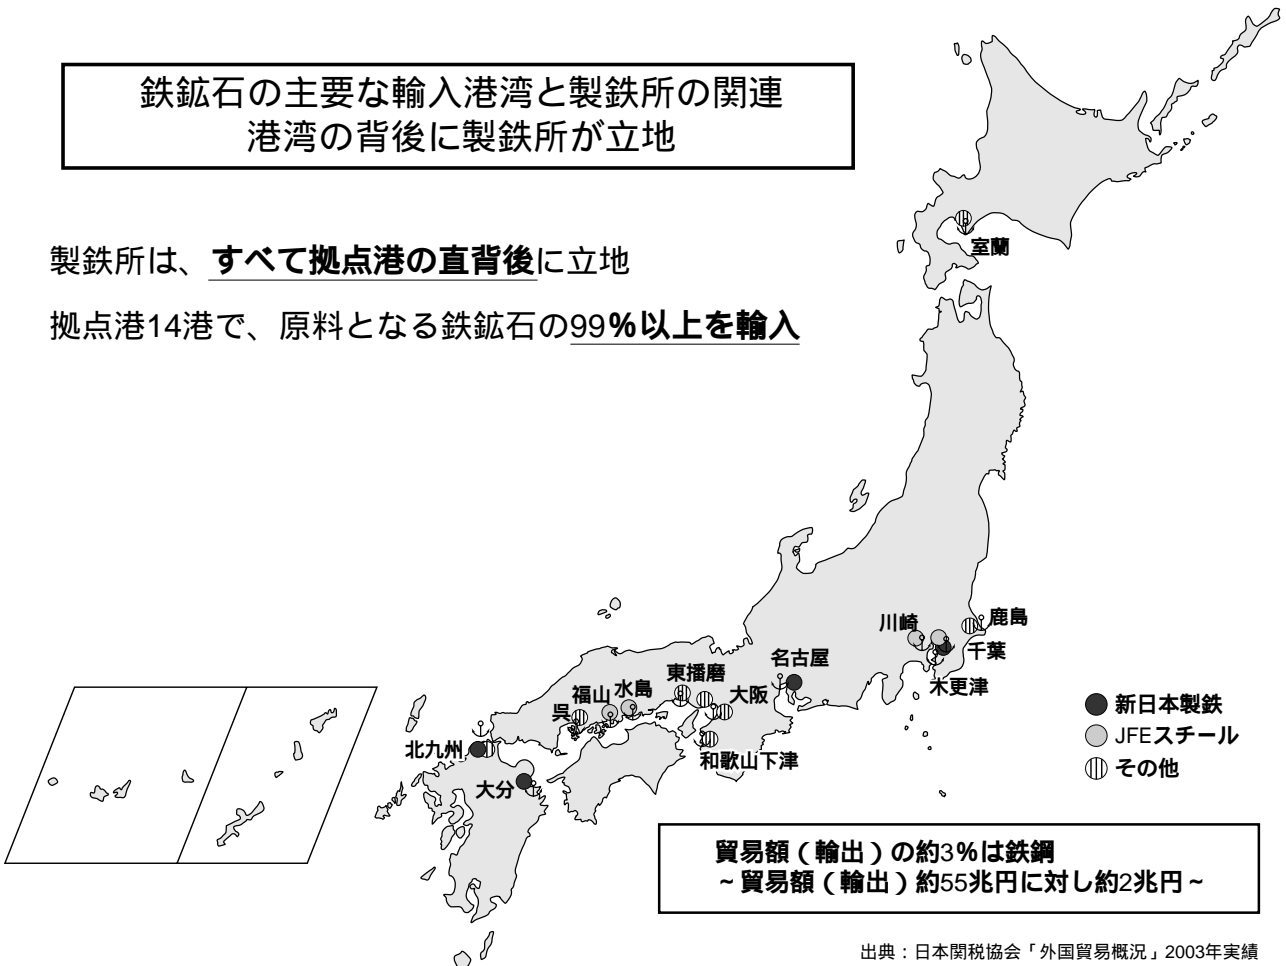 鉄鉱石の主要な輸入港湾と製鉄所の関連
港湾の背後に製鉄所が立地
製鉄所は、すべて拠点港の直背後に立地
拠点港14港で、原料となる鉄鉱石の99%以上を輸入
室蘭
鹿島
川崎
千葉
木更津
名古屋
東播磨
大阪
水島
福山
呉
和歌山下津
北九州
大分
新日本製鉄
JFEスチール
その他
貿易額(輸出)の約3%は鉄鋼
~貿易額(輸出)約55兆円に対し約2兆円~
出典:日本関税協会「外国貿易概況」2003年実績